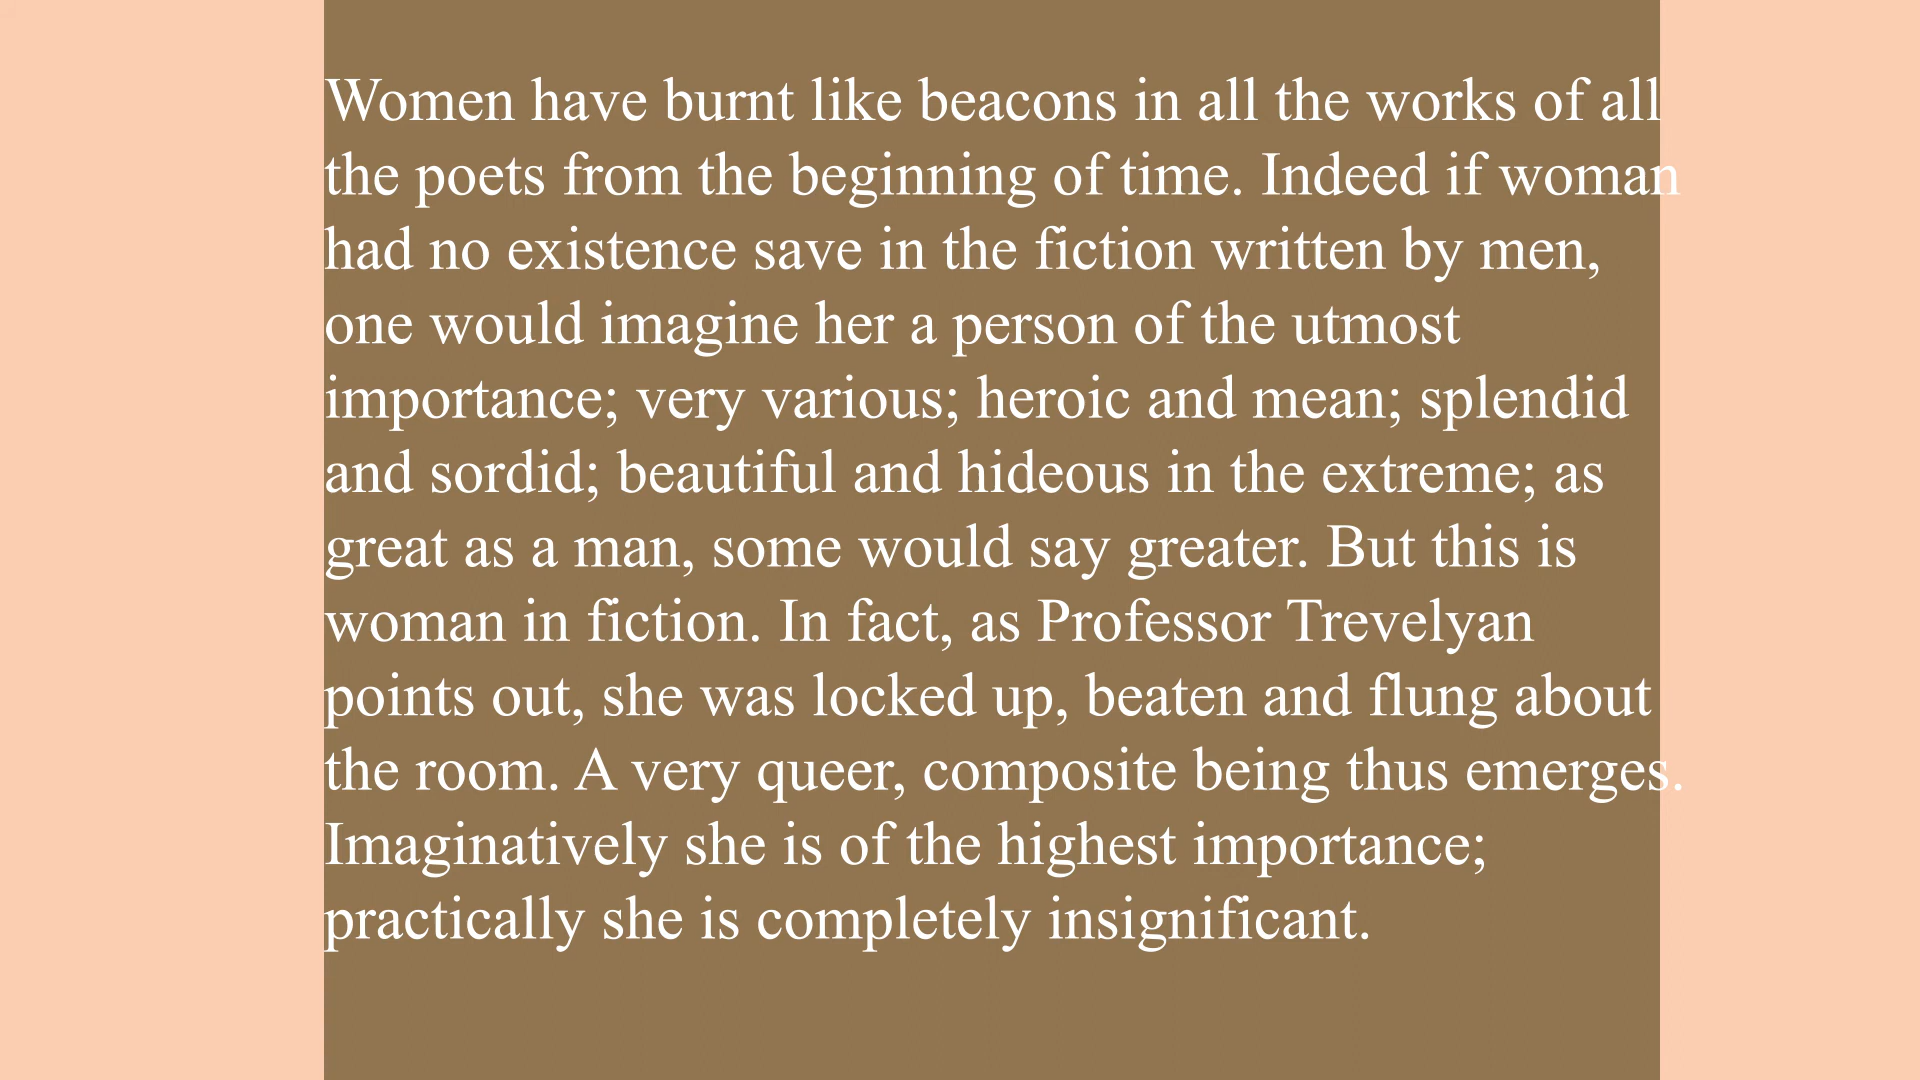 Women have burnt like beacons in all the works of all
the poets from the beginning of time. Indeed if woman
had no existence save in the fiction written by men,
one would imagine her a person of the utmost
importance; very various; heroic and mean; splendid
and sordid; beautiful and hideous in the extreme; as
great as a man, some would say greater. But this is
woman in fiction. In fact, as Professor Trevelyan
points out, she was locked up, beaten and flung about
the room. A very queer, composite being thus emerges.
Imaginatively she is of the highest importance;
practically she is completely insignificant.